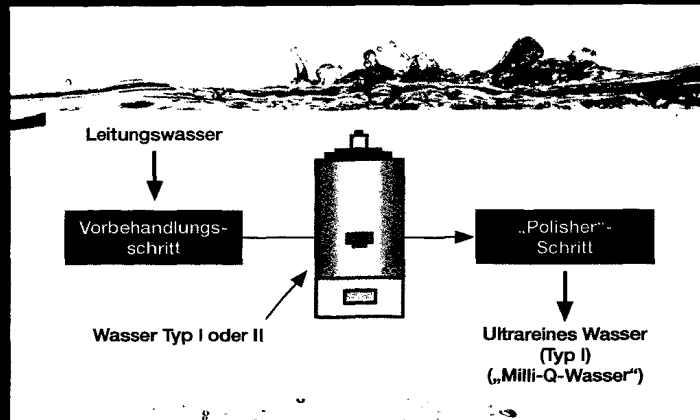 Leitungswasser
Vorbehandlungs-
schritt
„Polisher“-
Schritt
Wasser Typ I oder II
Ultrareines Wasser
(Typ I)
(„Milli-Q-Wasser“)